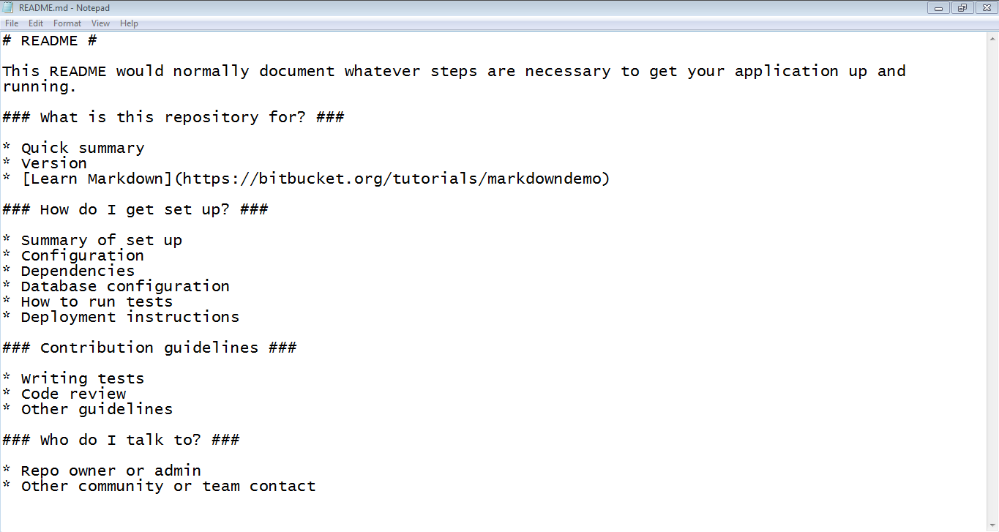 README.md - Notepad
File Edit Format View Help
# README #
This README would normally document whatever steps are necessary to get your application up and
running.
### What is this repository for? ###
* Quick summary
* Version
* [Learn Markdown](https://bitbucket.org/tutorials/markdowndemo)
### How do I get set up? ###
* Summary of set up
* Configuration
* Dependencies
* Database configuration
* How to run tests
* Deployment instructions
### Contribution guidelines ###
* Writing tests
* Code review
* Other guidelines
### Who do I talk to? ###
* Repo owner or admin
* Other community or team contact